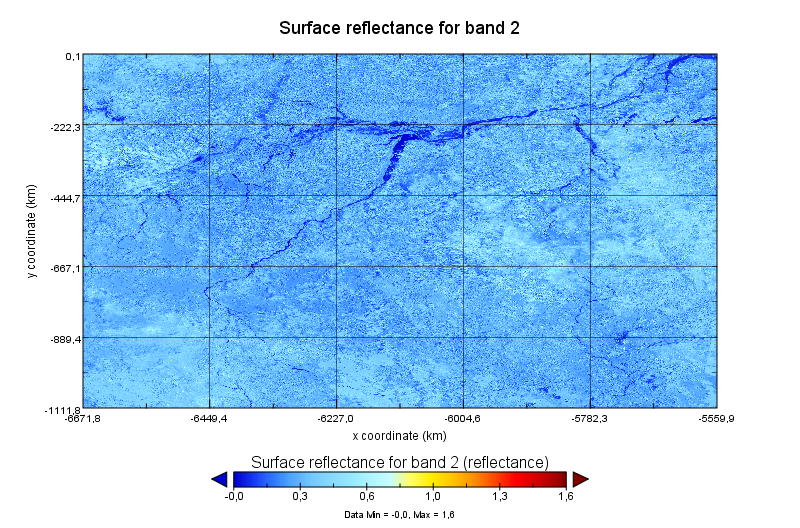 Surface reflectance for band 2
0,1
-222,3
-444,7
-667,1
-889,4
-1111,8
y coordinate (km)
-6671,8 -6449,4 -6227,0 -6004,6 -5782,3 -5559,9
x coordinate (km)
Surface reflectance for band 2 (reflectance)
-0,0 0,3 0,6 1,0 1,3 1,6
Data Min = -0,0, Max = 1,6